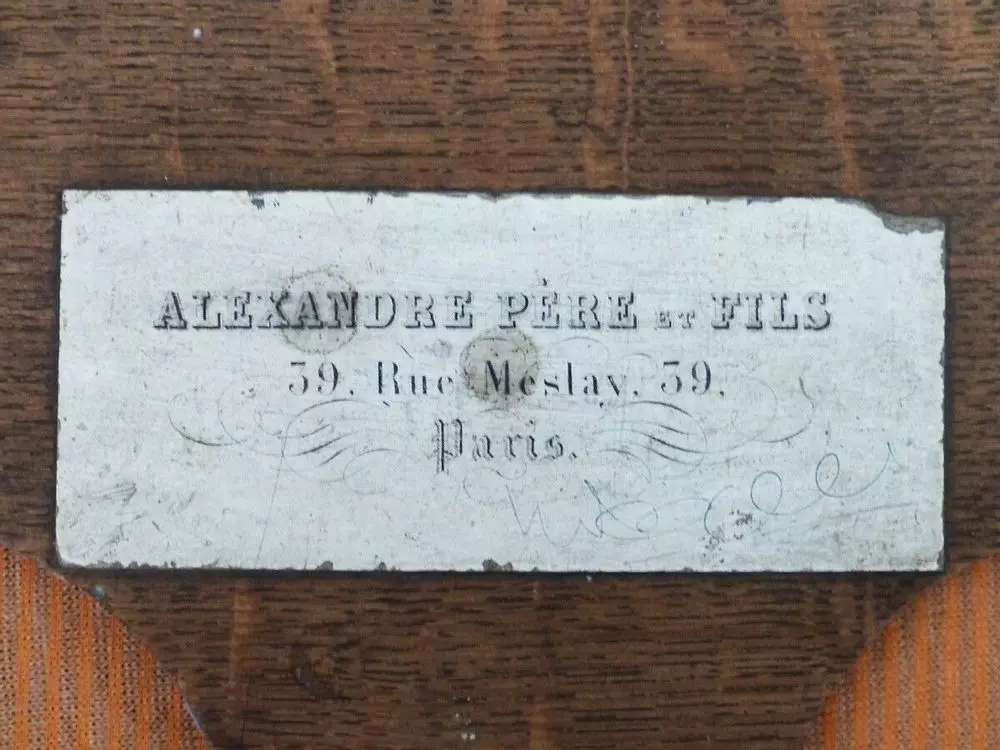 ALEXANDRE PÈRE ET FILS
39, Rue Meslay, 39,
Paris.